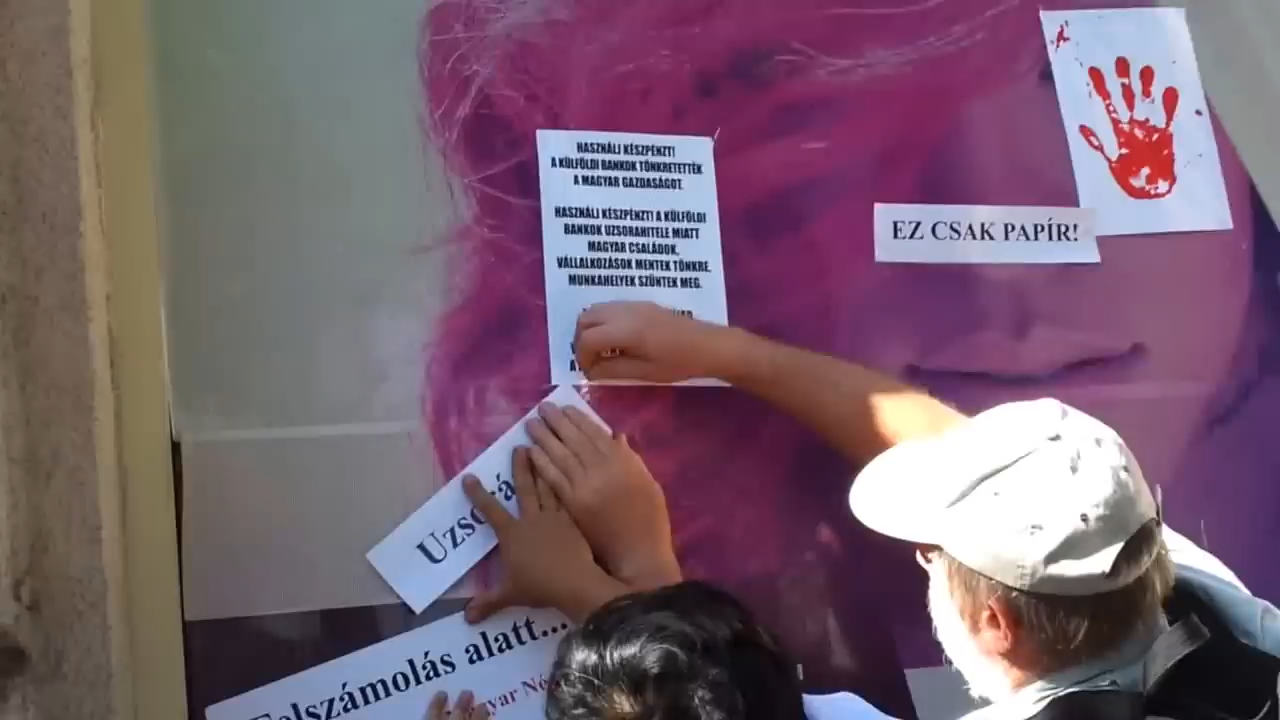 HASZNÁLJ KÉSZPÉNZT!
A KÜLFÖLDI BANKOK TÖNKRETETTÉK
A MAGYAR GAZDASÁGOT.
HASZNÁLJ KÉSZPÉNZT! A KÜLFÖLDI
BANKOK UZSORAHITELE MIATT
MAGYAR CSALÁDOK,
VÁLLALKOZÁSOK MENTEK TÖNKRE,
MUNKAHELYEK SZŰNTEK MEG.
EZ CSAK PAPÍR!
Felszámolás alatt...